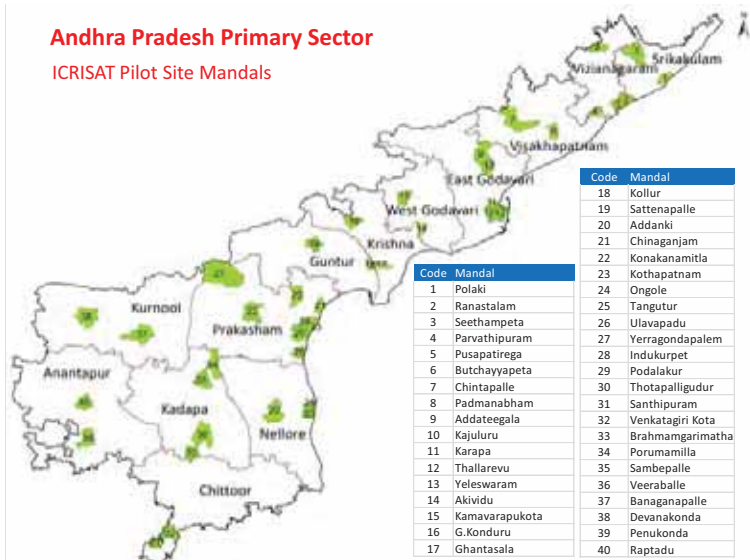 Andhra Pradesh Primary Sector
ICRISAT Pilot Site Mandals
N
Srikakulam
Vizianagaram
Visakhapatnam
East Godavari
West Godavari
Krishna
Guntur
Kurnool
Prakasham
Anantapur
Kadapa
Nellore
Chittoor
Code Mandal
1 Polaki
2 Ranastalam
3 Seethampeta
4 Parvathipuram
5 Pusapatirega
6 Butchayyapeta
7 Chintapalle
8 Padmanabham
9 Addateegala
10 Kajuluru
11 Karapa
12 Thallarevu
13 Yeleswaram
14 Akividu
15 Kamavarapukota
16 G.Konduru
17 Ghantasala
Code Mandal
18 Kollur
19 Sattenapalle
20 Addanki
21 Chinaganjam
22 Konakanamitla
23 Kothapatnam
24 Ongole
25 Tangutur
26 Ulavapadu
27 Yerragondapalem
28 Indukurpet
29 Podalakur
30 Thotapalligudur
31 Santhipuram
32 Venkatagiri Kota
33 Brahmamgarimatha
34 Porumamilla
35 Sambepalle
36 Veeraballe
37 Banaganapalle
38 Devanakonda
39 Penukonda
40 Raptadu